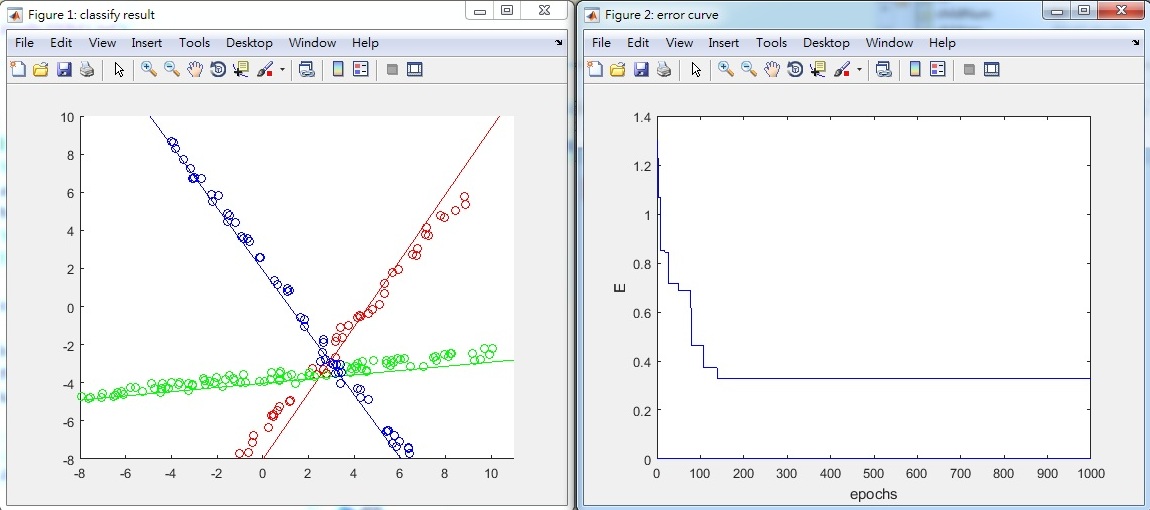 Figure 1: classify result
File Edit View Insert Tools Desktop Window Help
10
8
6
4
2
0
-2
-4
-6
-8
-8 -6 -4 -2 0 2 4 6 8 10
Figure 2: error curve
File Edit View Insert Tools Desktop Window Help
1.4
1.2
1
0.8
0.6
0.4
0.2
0
E
0 100 200 300 400 500 600 700 800 900 1000
epochs